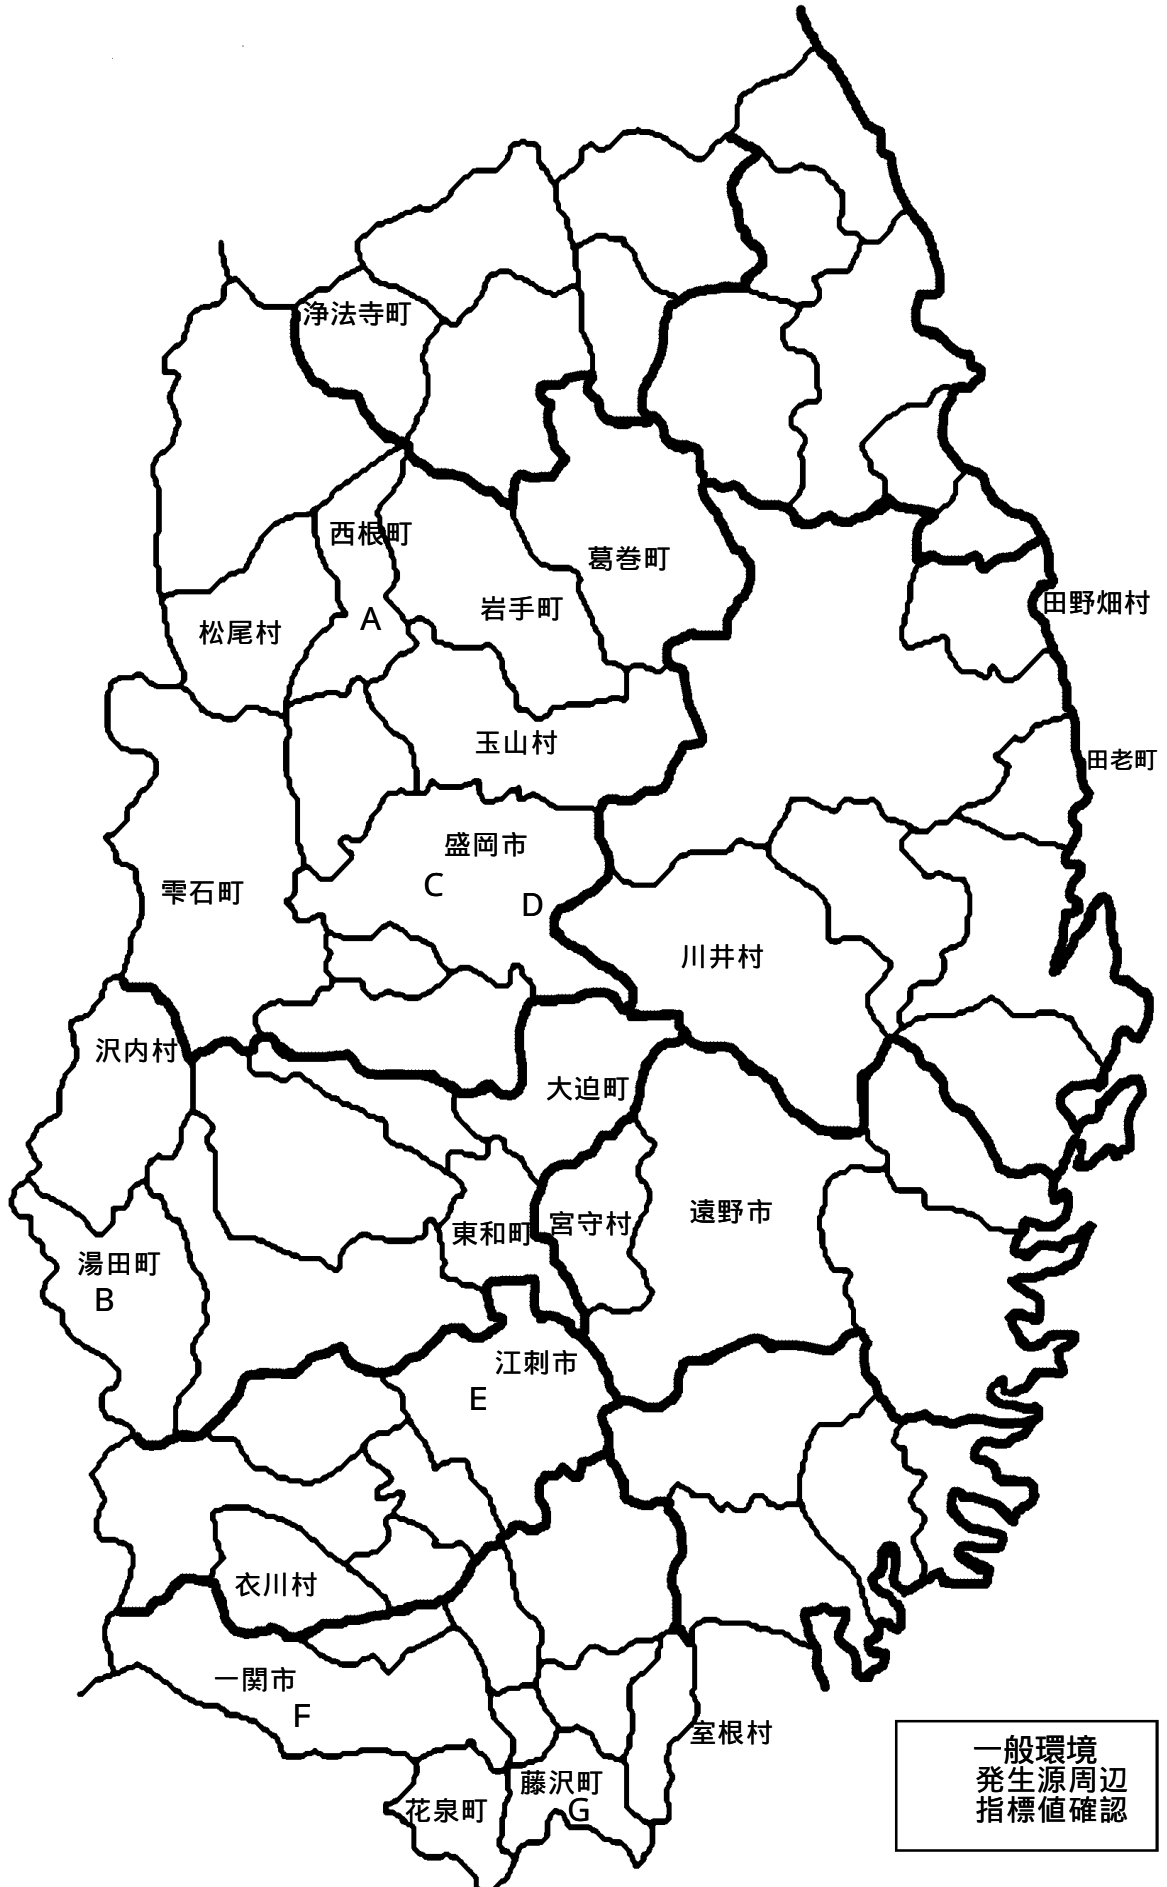 浄法寺町
西根町
葛巻町
田野畑村
岩手町
A
松尾村
玉山村
田老町
盛岡市
C
雫石町
D
川井村
沢内村
大迫町
遠野市
宮守村
東和町
湯田町
B
江刺市
E
衣川村
一関市
F
室根村
藤沢町
G
花泉町
一般環境
発生源周辺
指標値確認